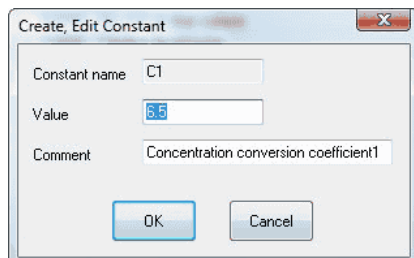 Create, Edit Constant
Constant name C1
Value 6.5
Comment Concentration conversion coefficient1
OK Cancel